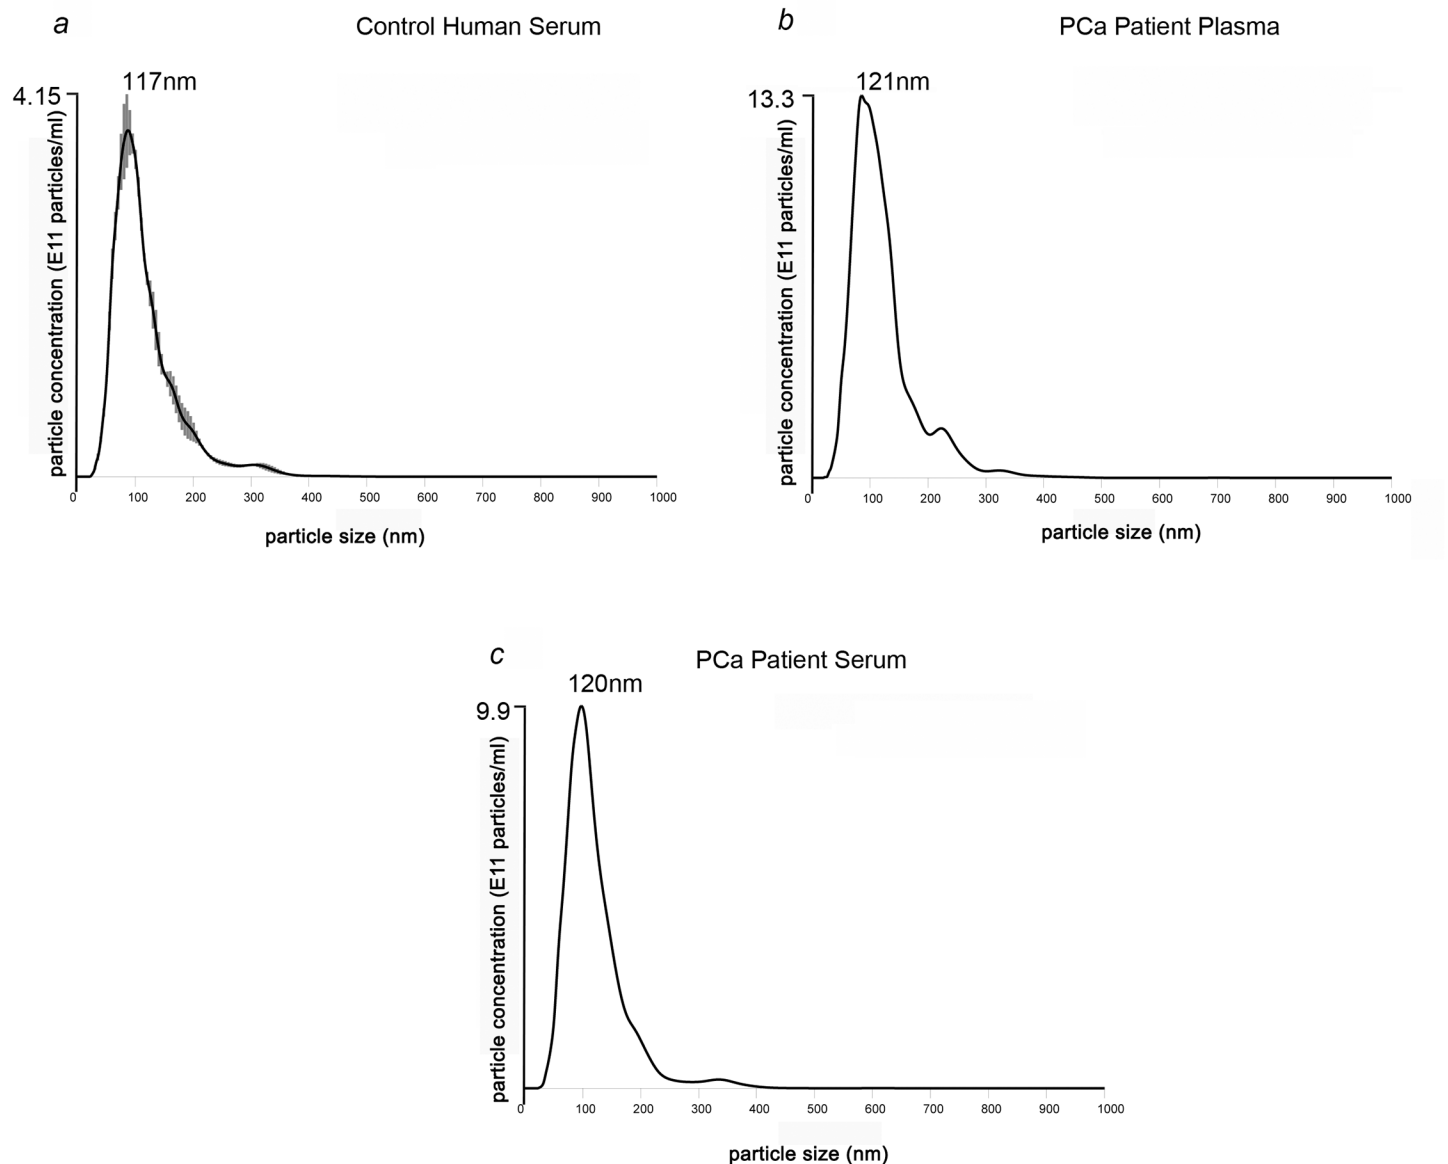 a
Control Human Serum
117nm
4.15
particle concentration (E11 particles/ml)
0 100 200 300 400 500 600 700 800 900 1000
particle size (nm)
b
PCa Patient Plasma
121nm
13.3
particle concentration (E11 particles/ml)
0 100 200 300 400 500 600 700 800 900 1000
particle size (nm)
c
PCa Patient Serum
120nm
9.9
particle concentration (E11 particles/ml)
0 100 200 300 400 500 600 700 800 900 1000
particle size (nm)